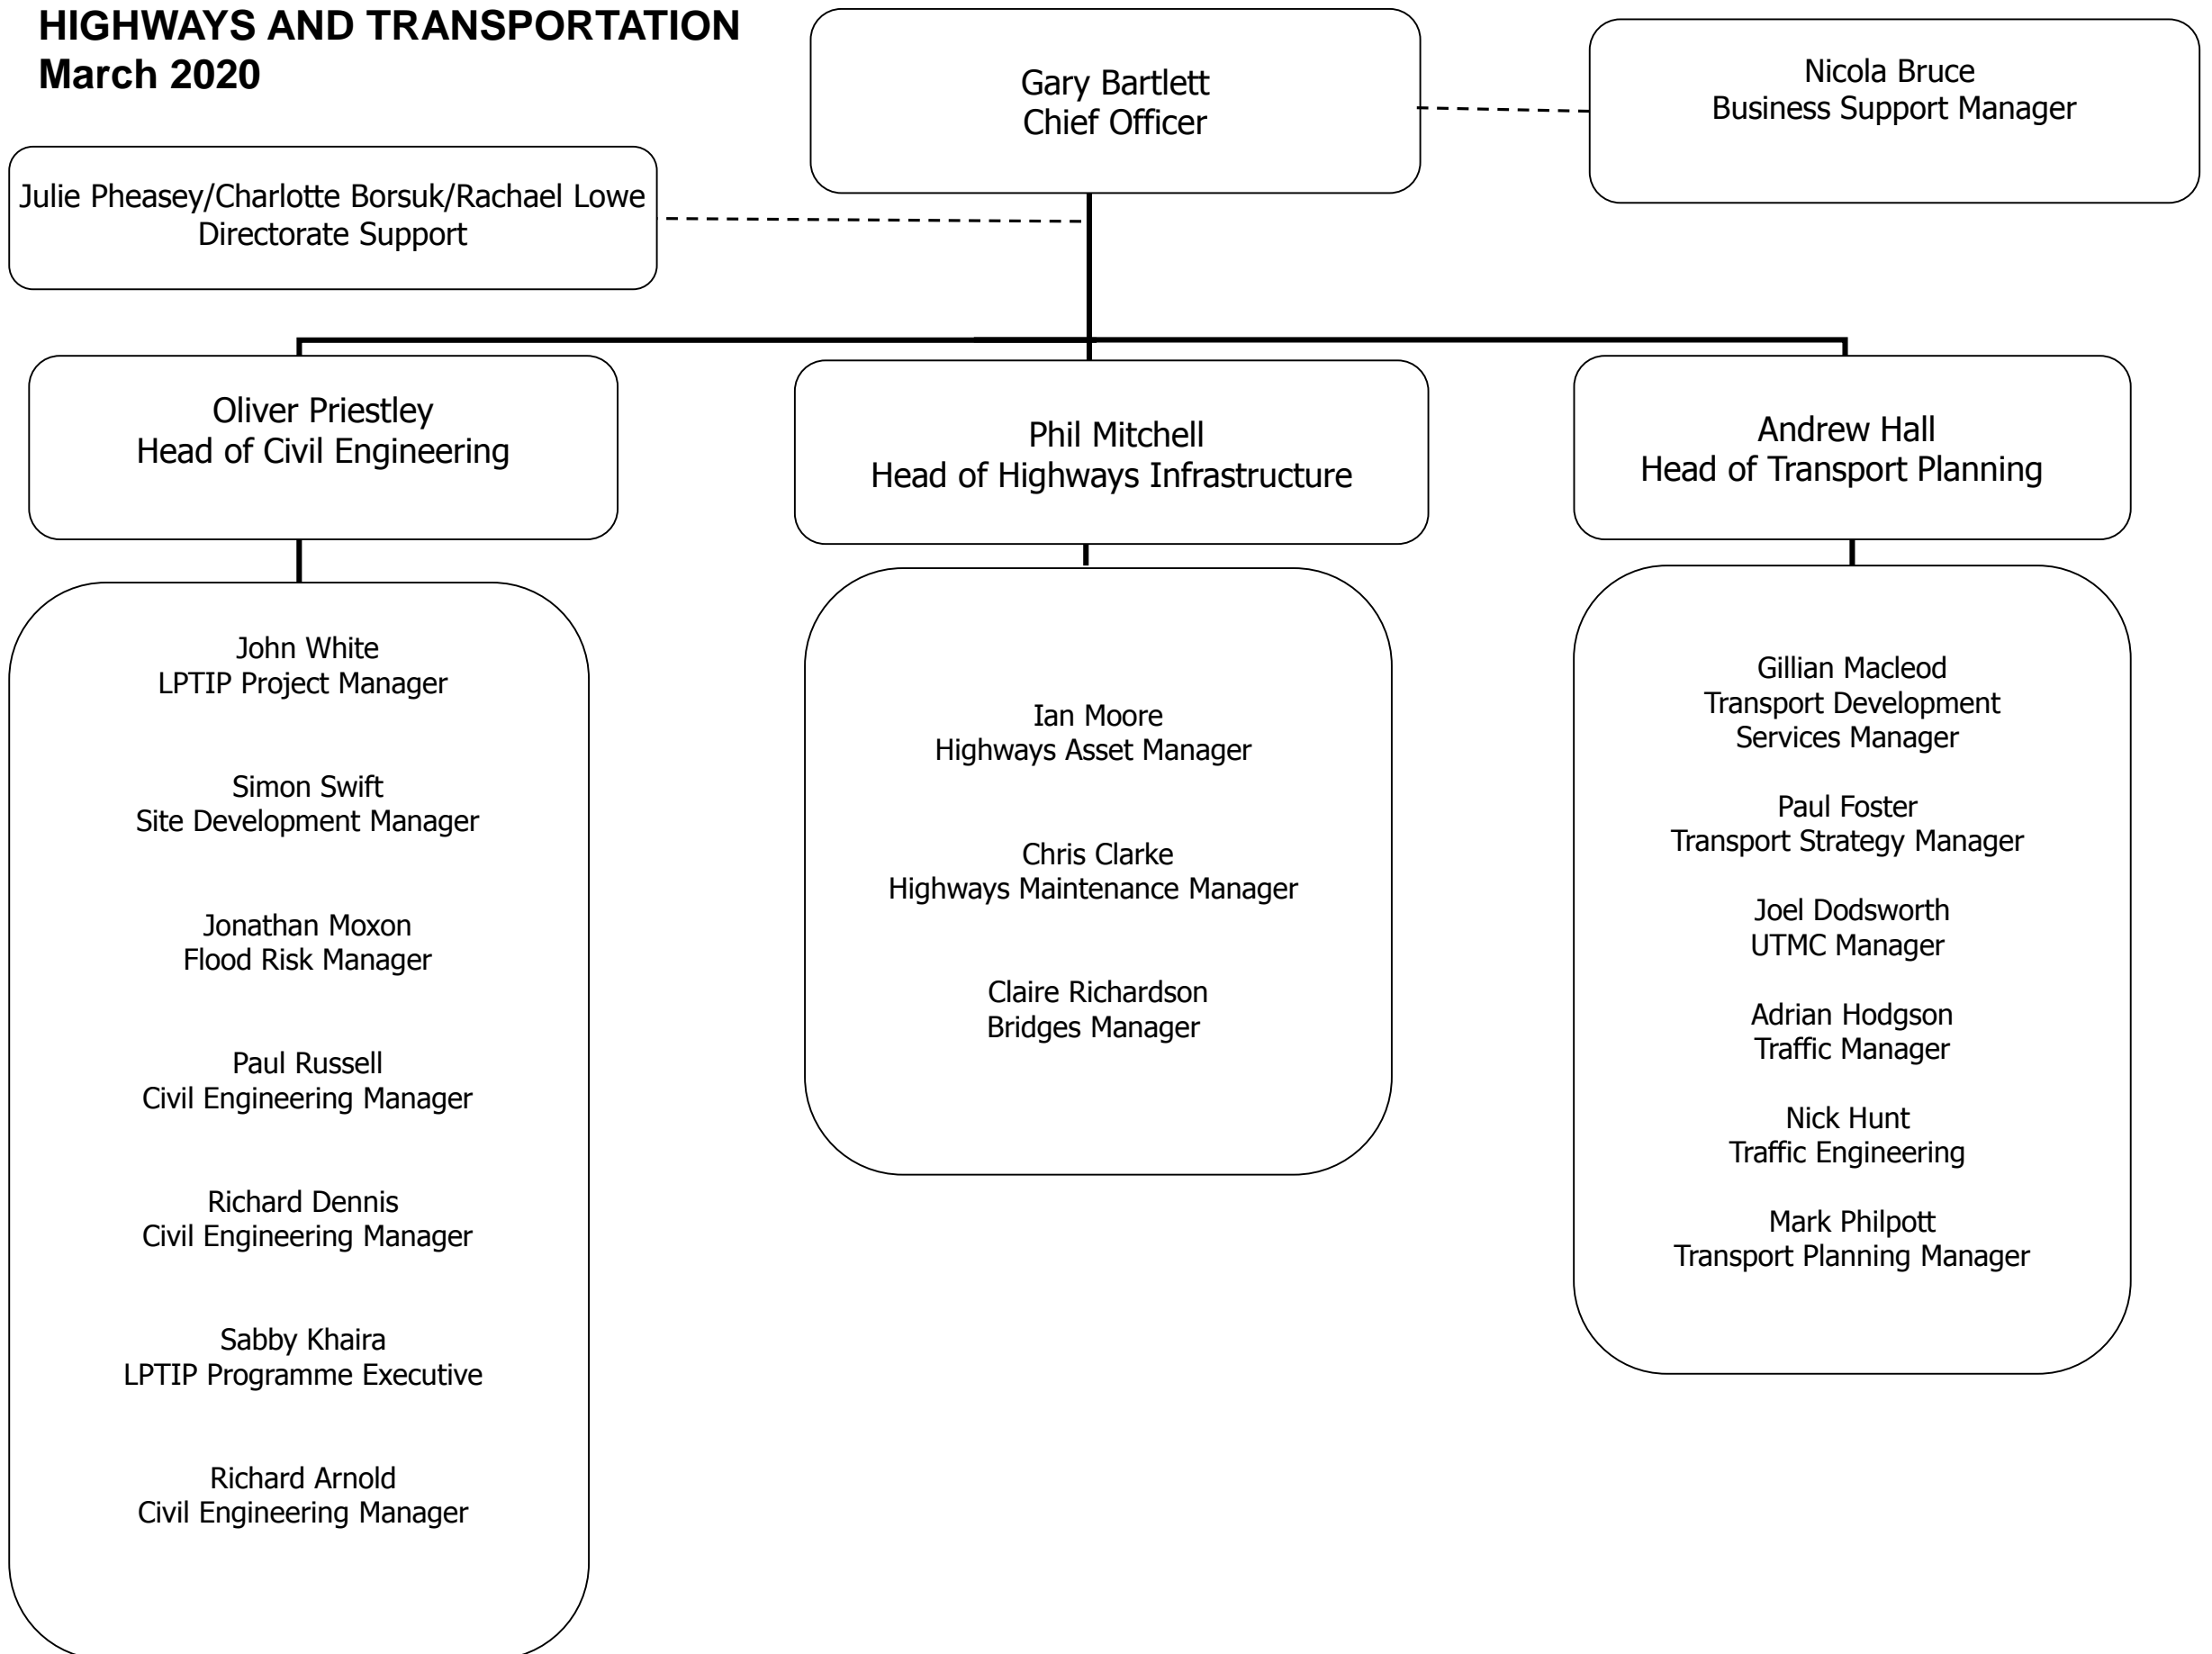 HIGHWAYS AND TRANSPORTATION
March 2020
Gary Bartlett
Chief Officer
Nicola Bruce
Business Support Manager
Julie Pheasey/Charlotte Borsuk/Rachael Lowe
Directorate Support
Oliver Priestley
Head of Civil Engineering
Phil Mitchell
Head of Highways Infrastructure
Andrew Hall
Head of Transport Planning
John White
LPTIP Project Manager
Simon Swift
Site Development Manager
Jonathan Moxon
Flood Risk Manager
Paul Russell
Civil Engineering Manager
Richard Dennis
Civil Engineering Manager
Sabby Khaira
LPTIP Programme Executive
Richard Arnold
Civil Engineering Manager
Ian Moore
Highways Asset Manager
Chris Clarke
Highways Maintenance Manager
Claire Richardson
Bridges Manager
Gillian Macleod
Transport Development
Services Manager
Paul Foster
Transport Strategy Manager
Joel Dodsworth
UTMC Manager
Adrian Hodgson
Traffic Manager
Nick Hunt
Traffic Engineering
Mark Philpott
Transport Planning Manager